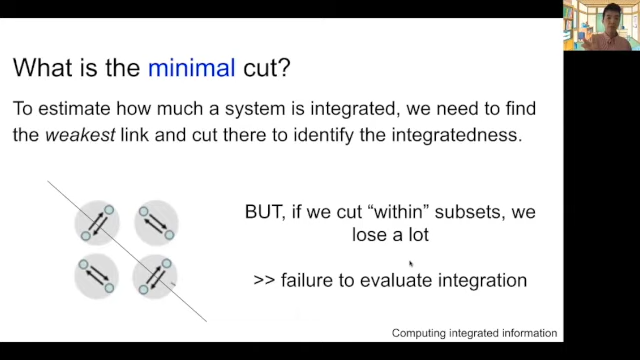 What is the minimal cut?
To estimate how much a system is integrated, we need to find
the weakest link and cut there to identify the integratedness.
BUT, if we cut “within” subsets, we
lose a lot
>> failure to evaluate integration
Computing integrated information